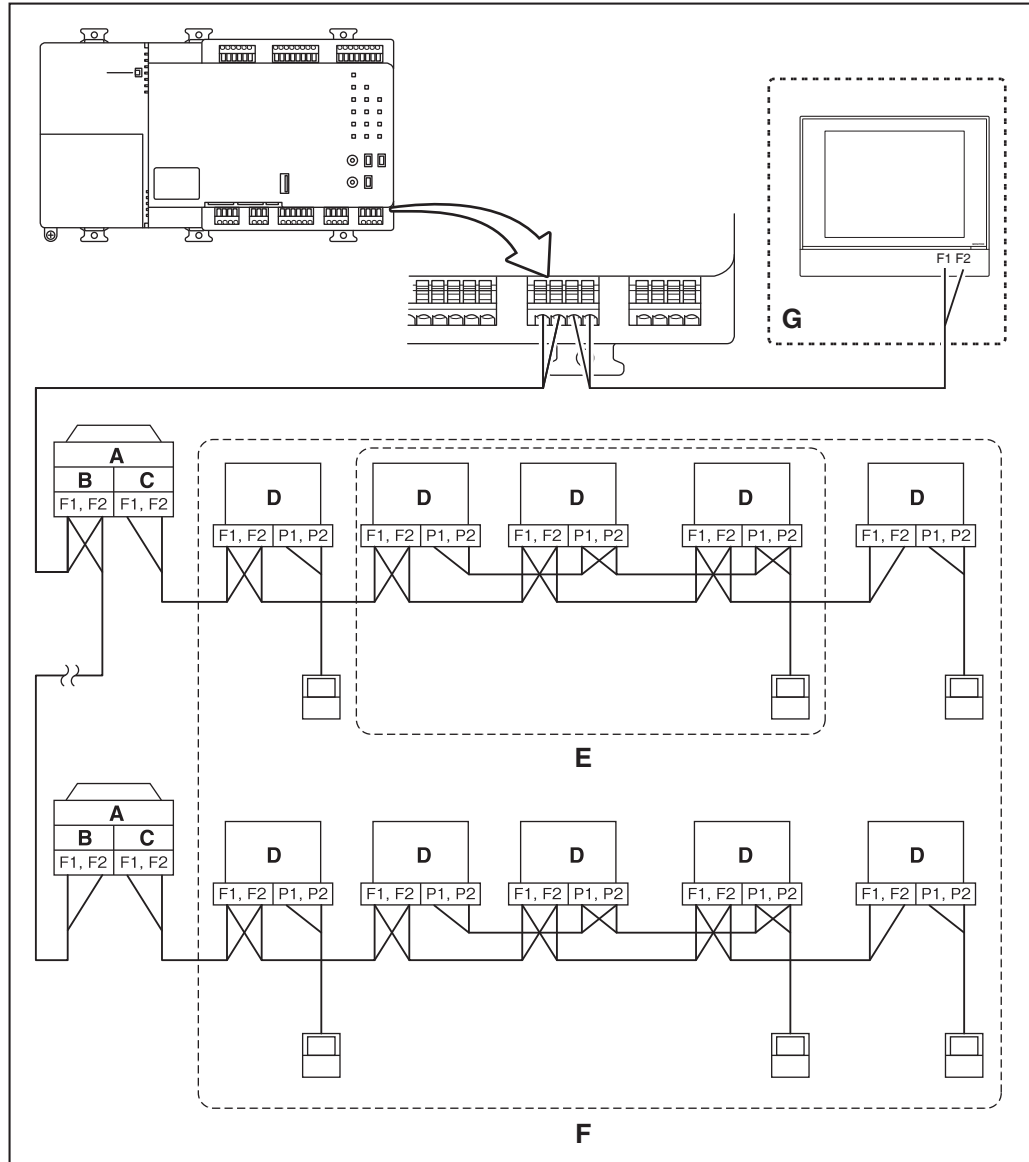 F1 F2
G
A
B C
F1, F2 F1, F2
D D D D D
F1, F2 P1, P2 F1, F2 P1, P2 F1, F2 P1, P2 F1, F2 P1, P2 F1, F2 P1, P2
E
A
B C
F1, F2 F1, F2
D D D D D
F1, F2 P1, P2 F1, F2 P1, P2 F1, F2 P1, P2 F1, F2 P1, P2 F1, F2 P1, P2
F